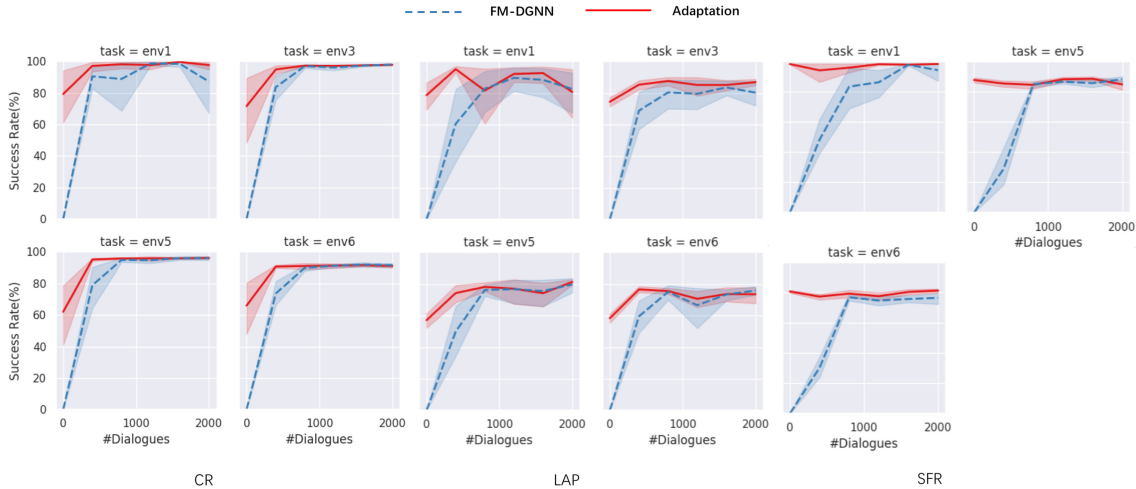 FM-DGNN Adaptation
task = env1 task = env3 task = env1 task = env3 task = env1 task = env5
Success Rate(%)
100
80
60
40
20
0
0 1000 2000
#Dialogues
task = env5 task = env6 task = env5 task = env6 task = env6
Success Rate(%)
100
80
60
40
20
0
0 1000 2000 0 1000 2000 0 1000 2000 0 1000 2000 0 1000 2000
#Dialogues #Dialogues #Dialogues #Dialogues #Dialogues
CR LAP SFR